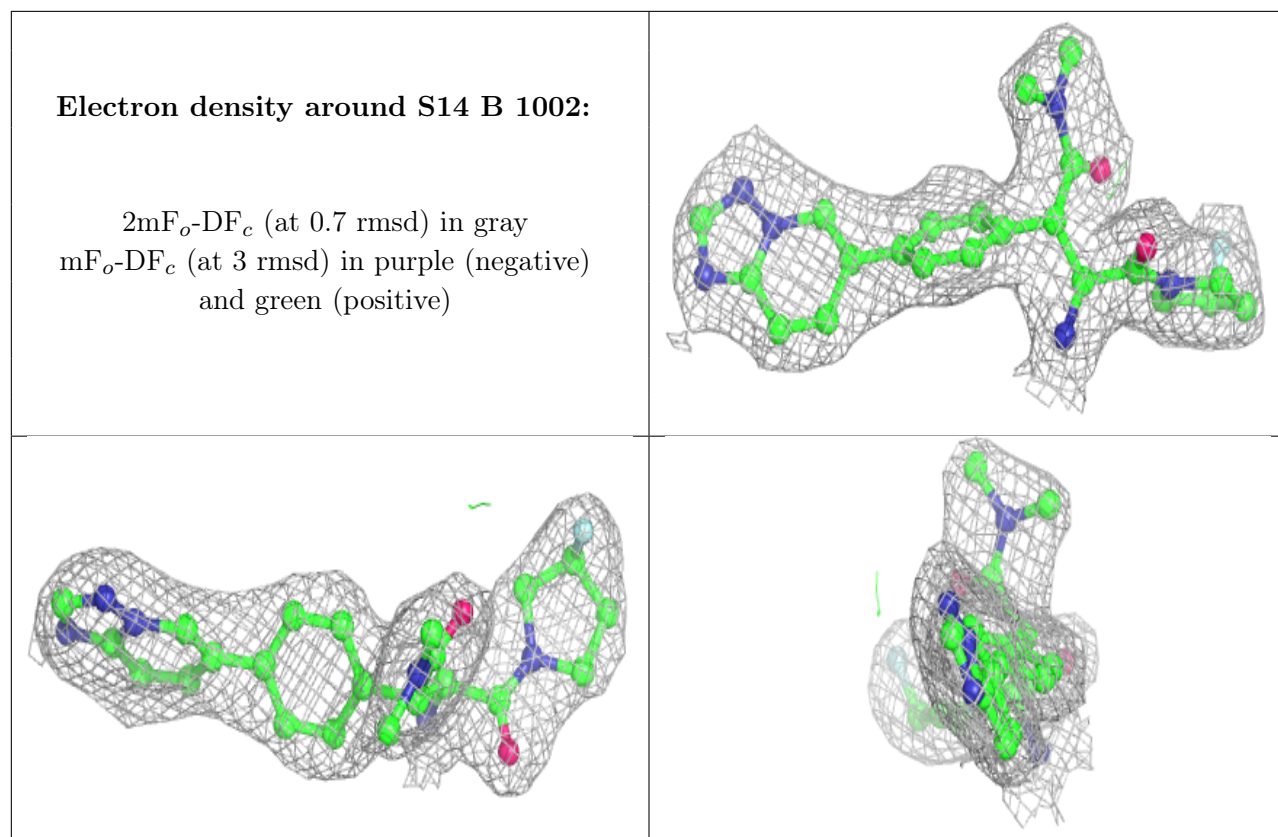 Electron density around S14 B 1002:
2mFo-DFc (at 0.7 rmsd) in gray
mFo-DFc (at 3 rmsd) in purple (negative)
and green (positive)